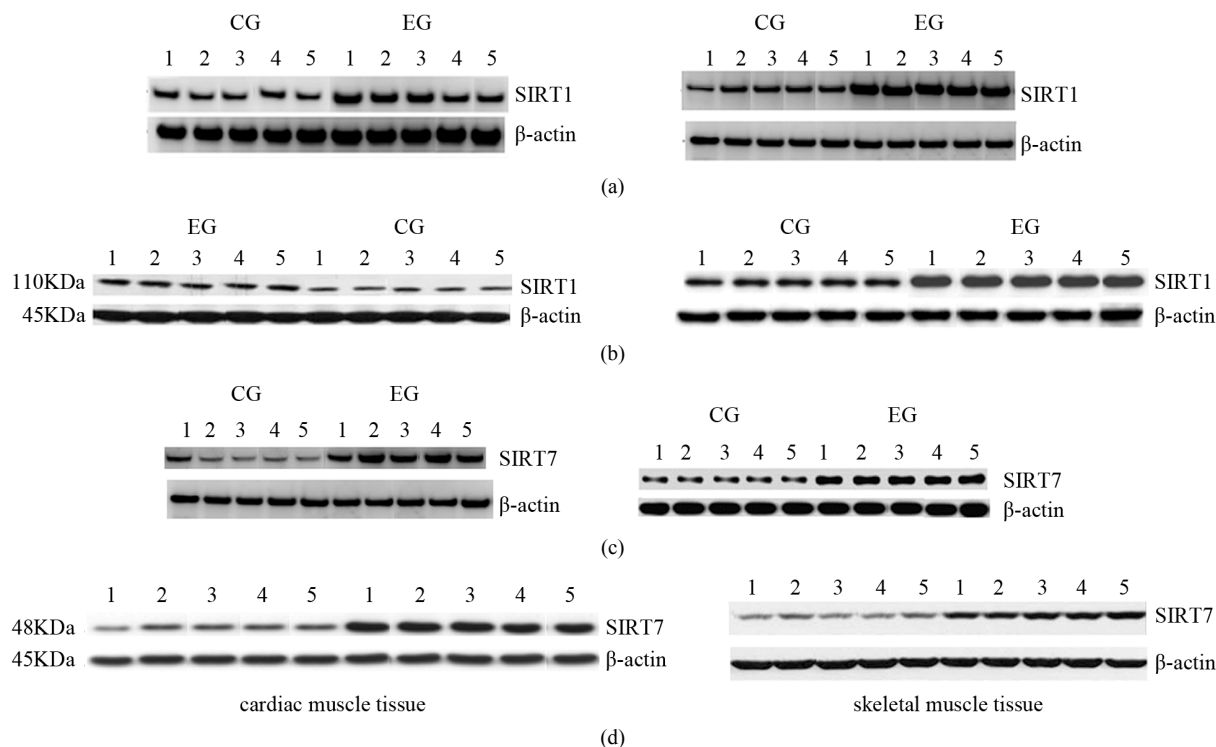 CG EG
1 2 3 4 5 1 2 3 4 5
SIRT1
β-actin
CG EG
1 2 3 4 5 1 2 3 4 5
SIRT1
β-actin
(a)
EG CG
1 2 3 4 5 1 2 3 4 5
110KDa SIRT1
45KDa β-actin
CG EG
1 2 3 4 5 1 2 3 4 5
SIRT1
β-actin
(b)
CG EG
1 2 3 4 5 1 2 3 4 5
SIRT7
β-actin
CG EG
1 2 3 4 5 1 2 3 4 5
SIRT7
β-actin
(c)
1 2 3 4 5 1 2 3 4 5
48KDa SIRT7
45KDa β-actin
cardiac muscle tissue
1 2 3 4 5 1 2 3 4 5
SIRT7
β-actin
skeletal muscle tissue
(d)